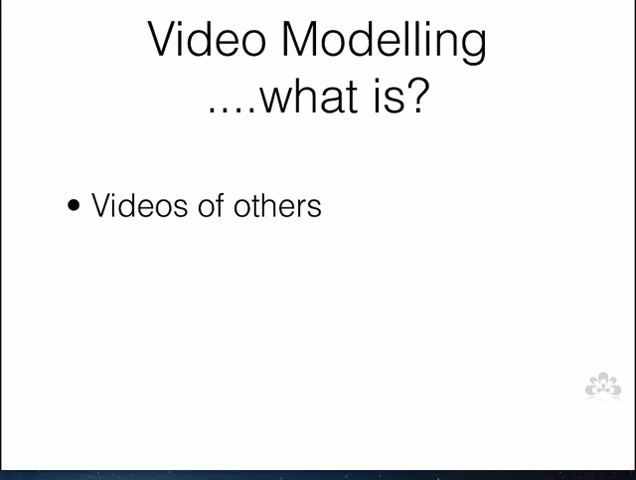 Video Modelling
....what is?
• Videos of others